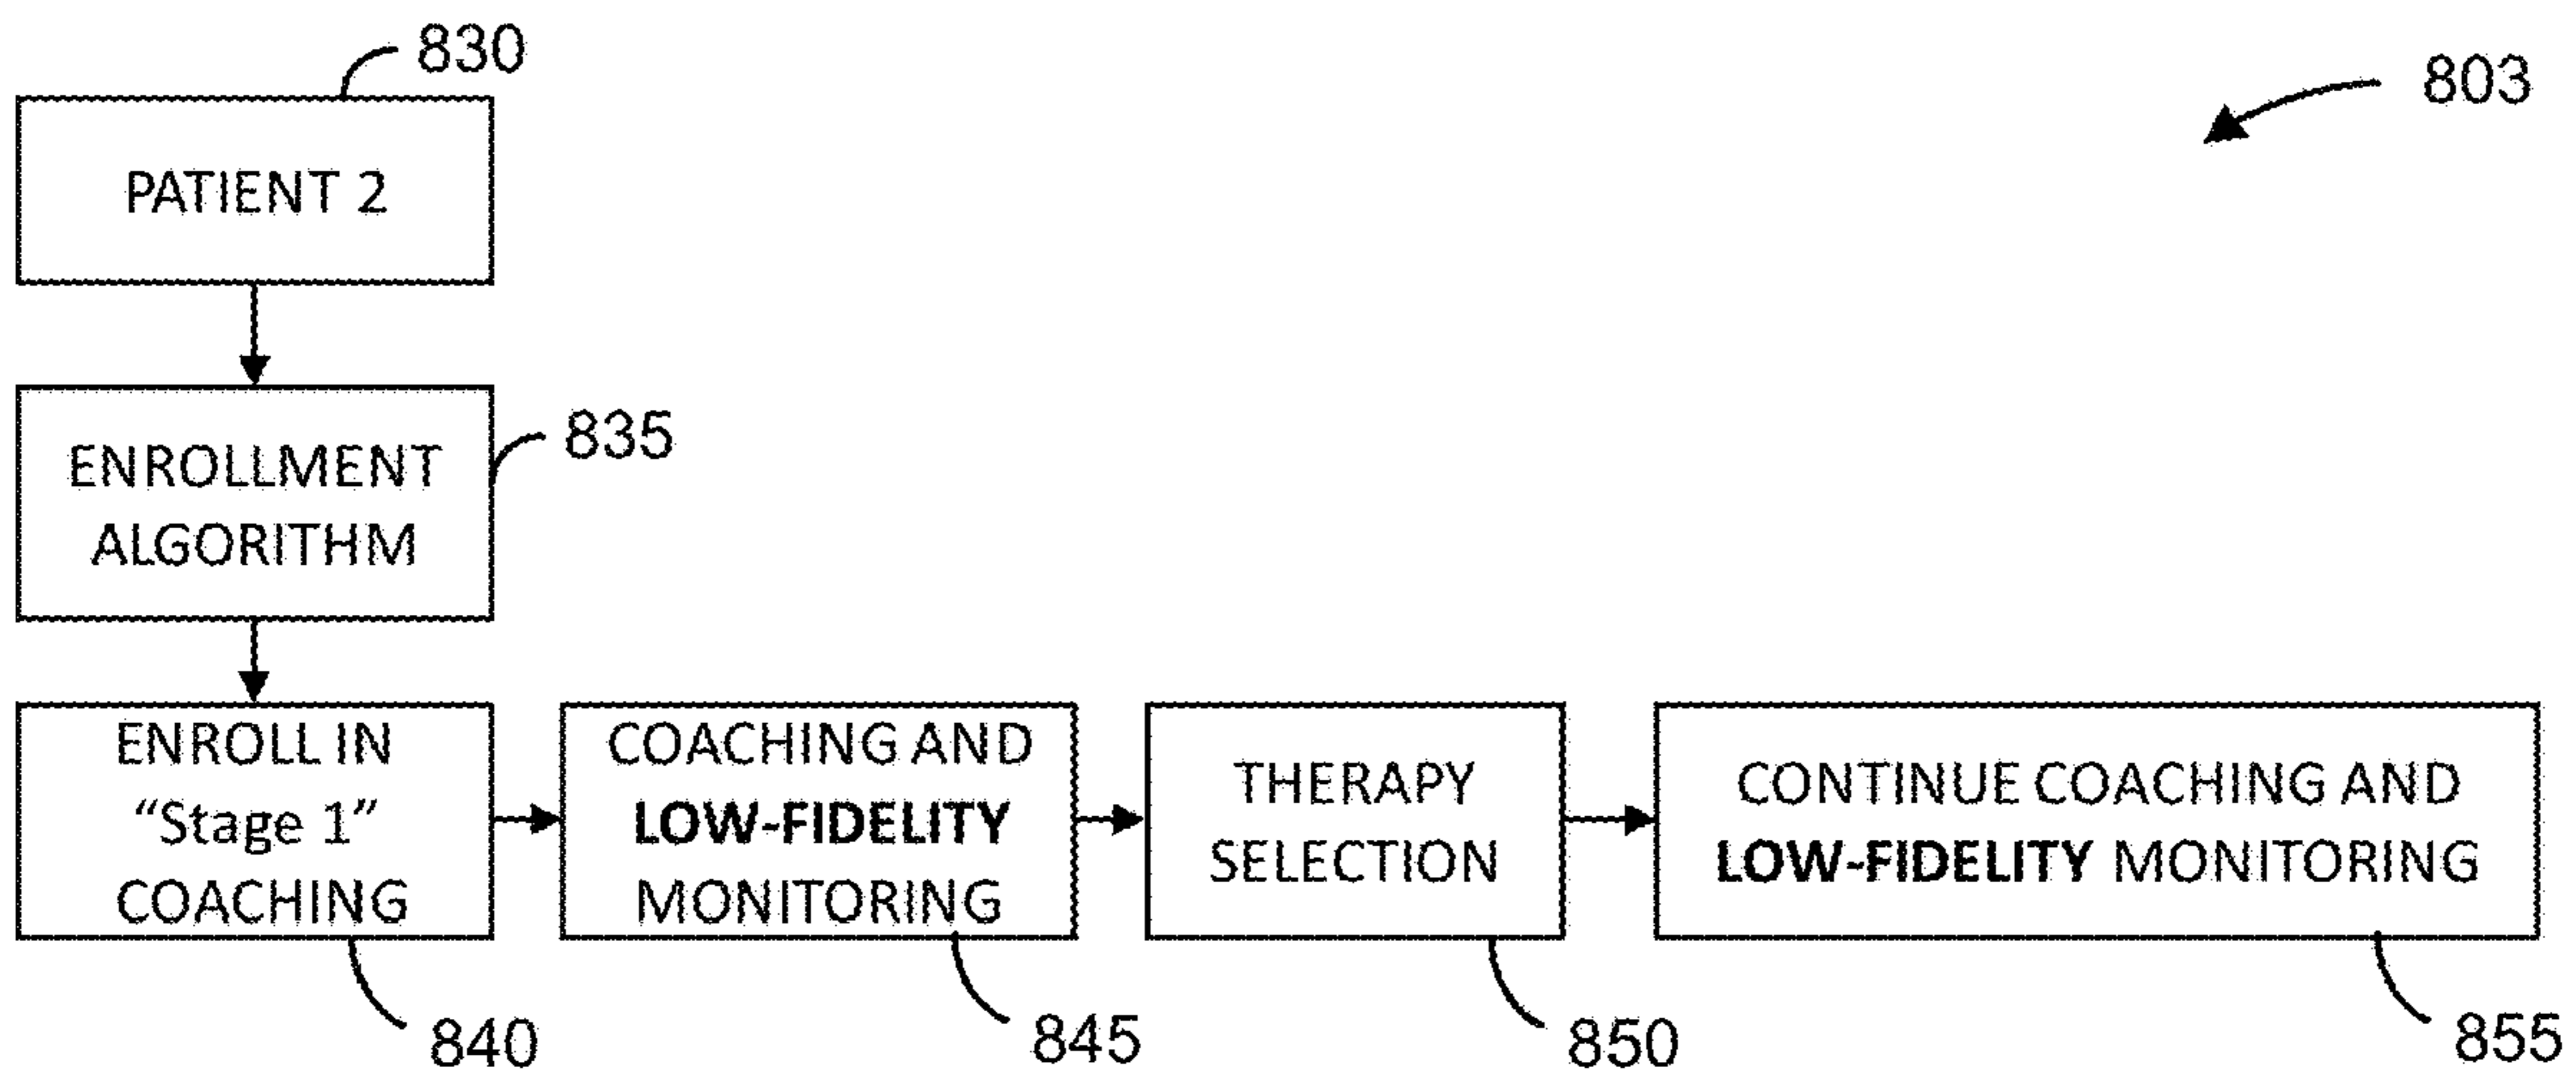 830
803
PATIENT 2
835
ENROLLMENT
ALGORITHM
ENROLL IN
“Stage 1”
COACHING
COACHING AND
LOW-FIDELITY
MONITORING
THERAPY
SELECTION
CONTINUE COACHING AND
LOW-FIDELITY MONITORING
840
845
850
855